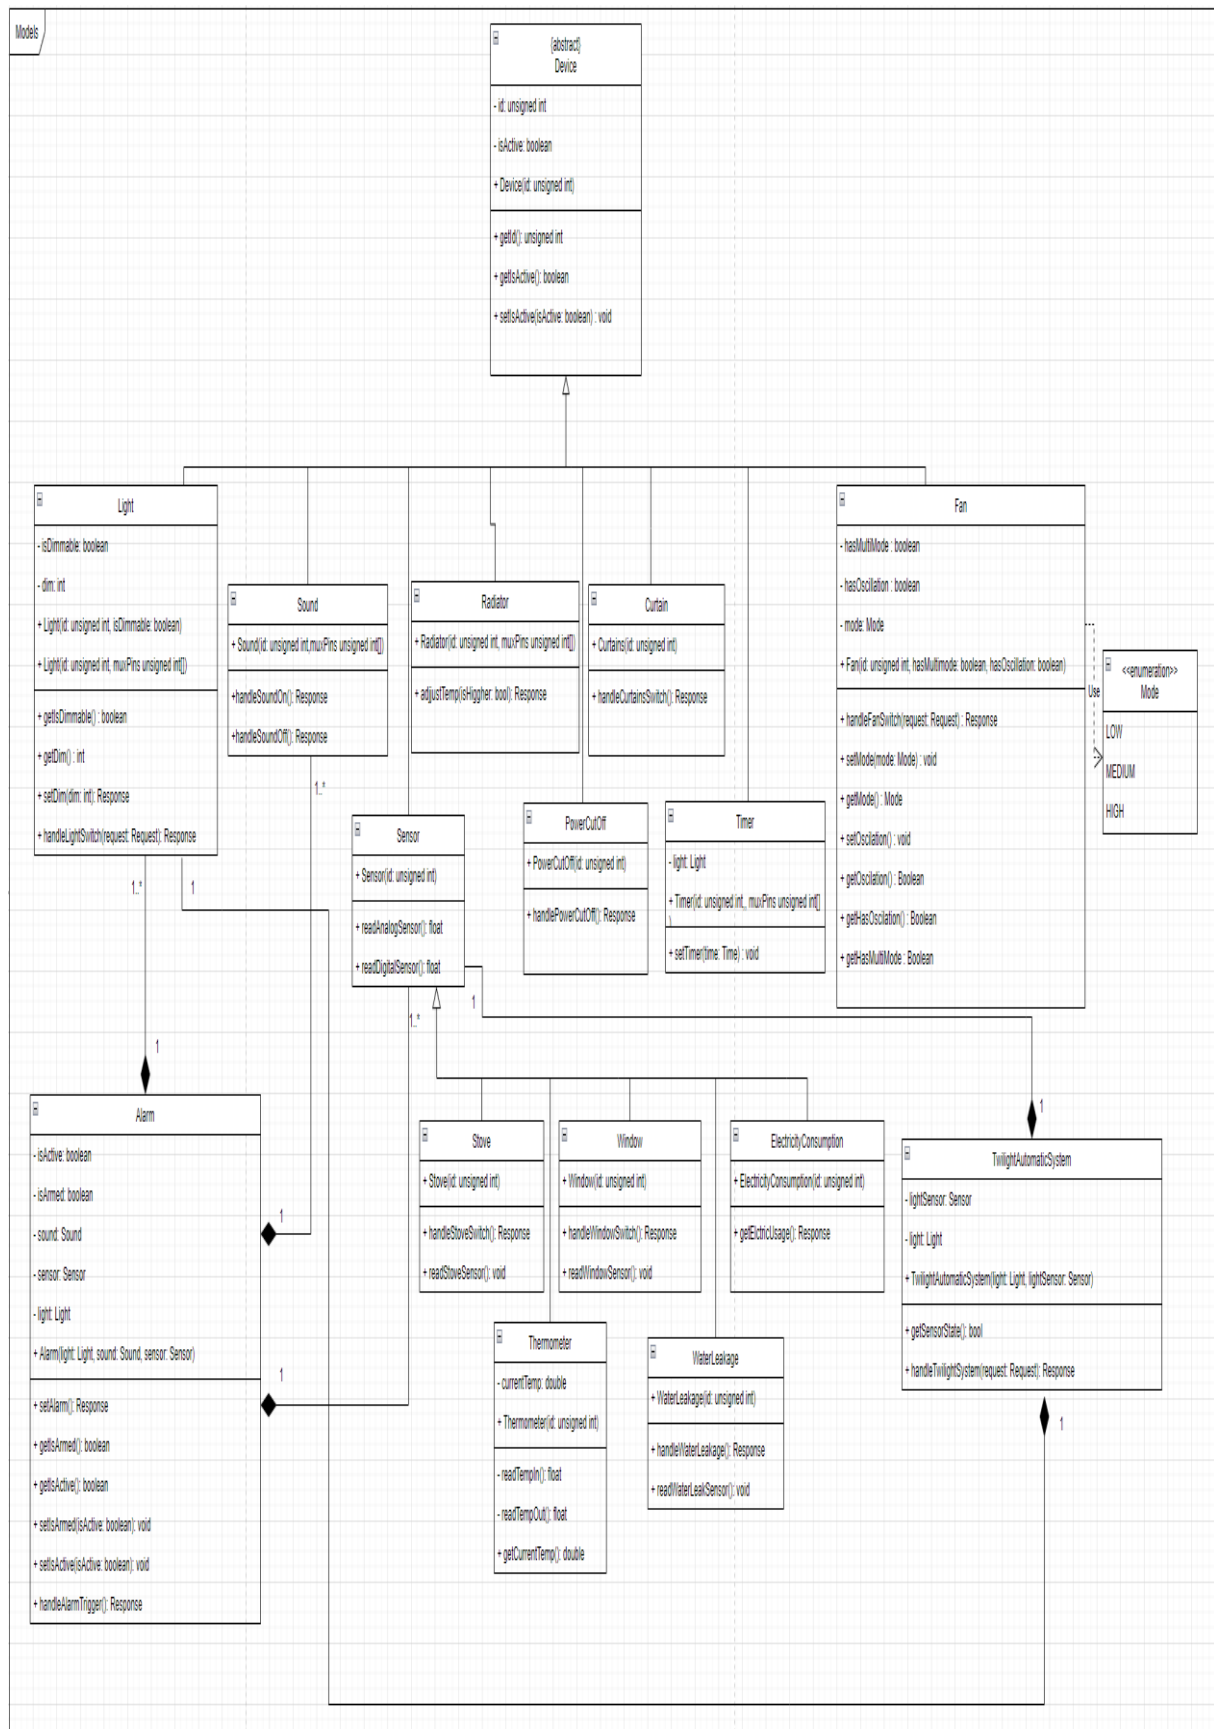 Models
{abstract}
Device
- id: unsigned int
- isActive: boolean
+ Device(id: unsigned int)
+ getId(): unsigned int
+ getIsActive(): boolean
+ setIsActive(isActive: boolean) : void
Light
- isDimmable: boolean
- dim: int
+ Light(id: unsigned int, isDimmable: boolean)
+ Light(id: unsigned int, muxPins unsigned int[])
+ getIsDimmable() : boolean
+ getDim() : int
+ setDim(dim: int): Response
+ handleLightSwitch(request: Request): Response
Sound
+ Sound(id: unsigned int,muxPins unsigned int[])
+handleSoundOn(): Response
+handleSoundOff(): Response
Radiator
+ Radiator(id: unsigned int, muxPins unsigned int[])
+ adjustTemp(isHiggher: bool): Response
Curtain
+ Curtains(id: unsigned int)
+ handleCurtainsSwitch(): Response
Fan
- hasMultiMode : boolean
- hasOscillation : boolean
- mode: Mode
+ Fan(id: unsigned int, hasMultimode: boolean, hasOscillation: boolean)
+ handleFanSwitch(request: Request) : Response
+ setMode(mode: Mode) : void
+ getMode() : Mode
+ setOscilation() : void
+ getOscilation() : Boolean
+ getHasOscilation() : Boolean
+ getHasMultiMode : Boolean
Use
<<enumeration>>
Mode
LOW
MEDIUM
HIGH
1..*
Sensor
+ Sensor(id: unsigned int)
+ readAnalogSensor(): float
+ readDigitalSensor(): float
PowerCutOff
+ PowerCutOff(id: unsigned int)
+ handlePowerCutOff(): Response
Timer
- light: Light
+ Timer(id: unsigned int,, muxPins unsigned int[]
)
+ setTimer(time: Time) : void
1..*
1
1..*
1
1
1
Alarm
- isActive: boolean
- isArmed: boolean
- sound: Sound
- sensor: Sensor
- light: Light
+ Alarm(light: Light, sound: Sound, sensor: Sensor)
+ setAlarm(): Response
+ getIsArmed(): boolean
+ getIsActive(): boolean
+ setIsArmed(isActive: boolean): void
+ setIsActive(isActive: boolean): void
+ handleAlarmTrigger(): Response
1
1
Stove
+ Stove(id: unsigned int)
+ handleStoveSwitch(): Response
+ readStoveSensor(): void
Window
+ Window(id: unsigned int)
+ handleWindowSwitch(): Response
+ readWindowSensor(): void
ElectricityConsumption
+ ElectricityConsumption(id: unsigned int)
+ getElctricUsage(): Response
TwilightAutomaticSystem
- lightSensor: Sensor
- light: Light
+ TwilightAutomaticSystem(light: Light, lightSensor: Sensor)
+ getSensorState(): bool
+ handleTwilightSystem(request: Request): Response
1
Thermometer
- currentTemp: double
+ Thermometer(id: unsigned int)
- readTempIn(): float
- readTempOut(): float
+ getCurrentTemp(): double
WaterLeakage
+ WaterLeakage(id: unsigned int)
+ handleWaterLeakage(): Response
+ readWaterLeakSensor(): void